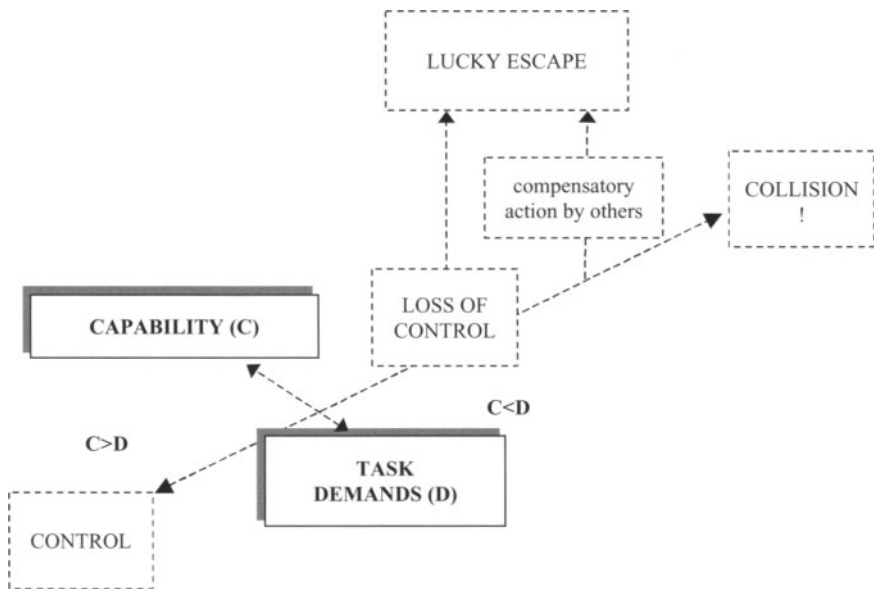 LUCKY ESCAPE
compensatory
action by others
COLLISION
!
LOSS OF
CONTROL
CAPABILITY (C)
C<D
C>D
TASK
DEMANDS (D)
CONTROL